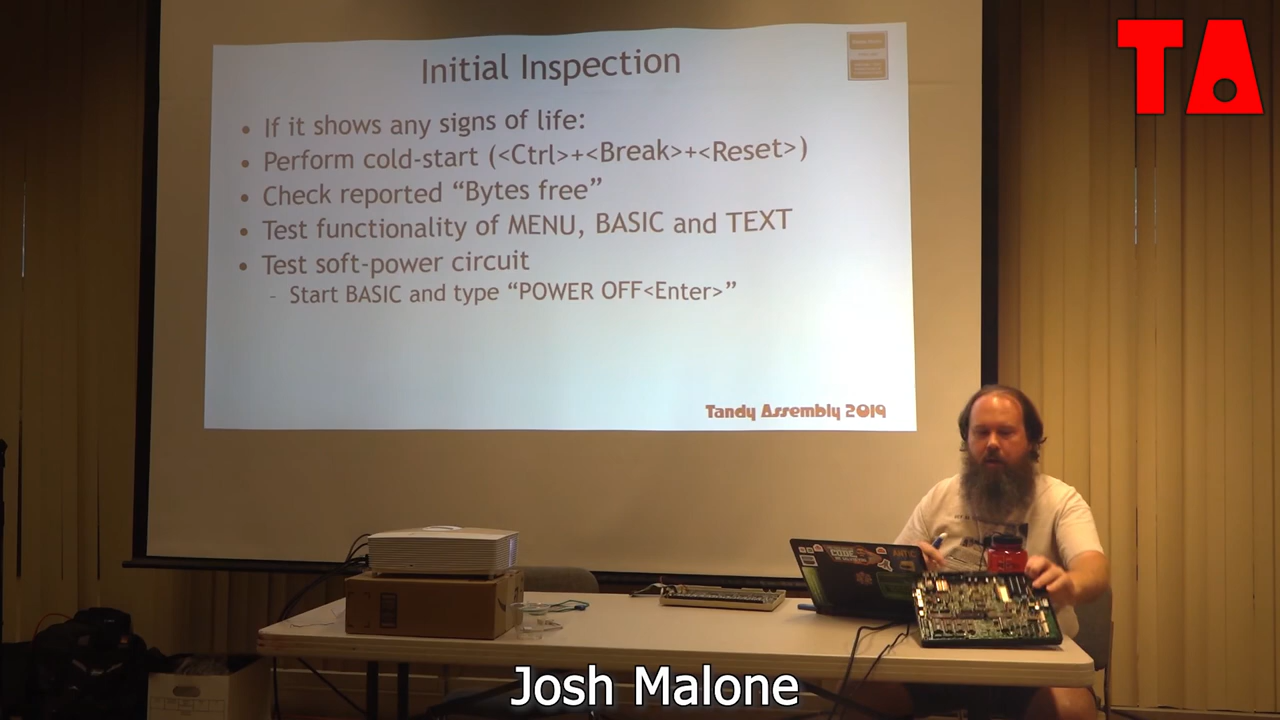 TA
Initial Inspection
• If it shows any signs of life:
• Perform cold-start (<Ctrl>+<Break>+<Reset>)
• Check reported “Bytes free”
• Test functionality of MENU, BASIC and TEXT
• Test soft-power circuit
– Start BASIC and type “POWER OFF<Enter>”
Tandy Assembly 2019
CODE
ANTIC
Josh Malone